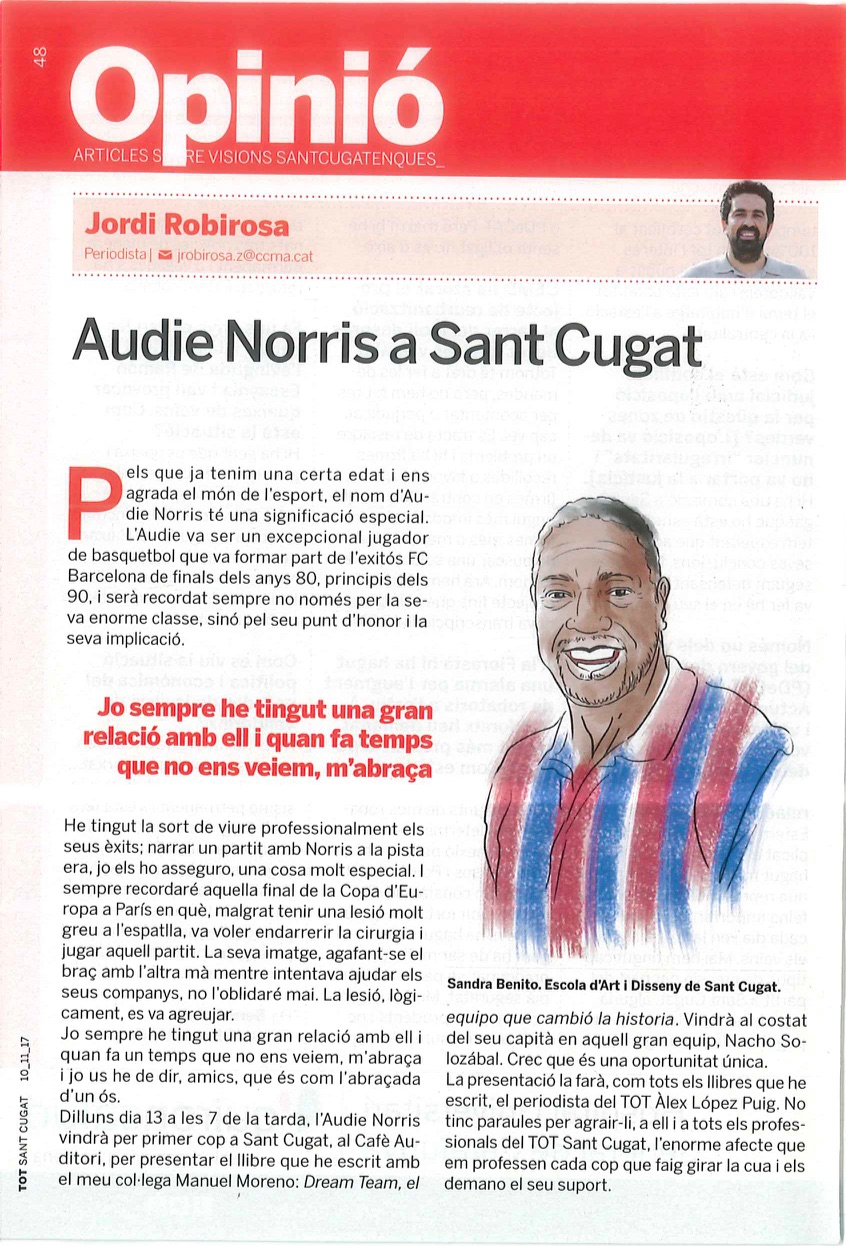 48
Opinió
ARTICLES SOBRE VISIONS SANTCUGATENQUES_
Jordi Robirosa
Periodista | jrobirosa.z@ccma.cat
Audie Norris a Sant Cugat
Pels que ja tenim una certa edat i ens
agrada el món de l'esport, el nom d'Au-
die Norris té una significació especial.
L'Audie va ser un excepcional jugador
de basquetbol que va formar part de l'exitós FC
Barcelona de finals dels anys 80, principis dels
90, i serà recordat sempre no només per la se-
va enorme classe, sinó pel seu punt d'honor i la
seva implicació.
Jo sempre he tingut una gran
relació amb ell i quan fa temps
que no ens veiem, m'abraça
He tingut la sort de viure professionalment els
seus èxits; narrar un partit amb Norris a la pista
era, jo els ho asseguro, una cosa molt especial. I
sempre recordaré aquella final de la Copa d'Eu-
ropa a París en què, malgrat tenir una lesió molt
greu a l'espatlla, va voler endarrerir la cirurgia i
jugar aquell partit. La seva imatge, agafant-se el
braç amb l'altra mà mentre intentava ajudar els
seus companys, no l'oblidaré mai. La lesió, lògi-
cament, es va agreujar.
Jo sempre he tingut una gran relació amb ell i
quan fa un temps que no ens veiem, m'abraça
i jo us he de dir, amics, que és com l'abraçada
d'un ós.
Dilluns dia 13 a les 7 de la tarda, l'Audie Norris
vindrà per primer cop a Sant Cugat, al Cafè Au-
ditori, per presentar el llibre que he escrit amb
el meu col·lega Manuel Moreno: Dream Team, el
Sandra Benito. Escola d'Art i Disseny de Sant Cugat.
equipo que cambió la historia. Vindrà al costat
del seu capità en aquell gran equip, Nacho So-
lozábal. Crec que és una oportunitat única.
La presentació la farà, com tots els llibres que he
escrit, el periodista del TOT Àlex López Puig. No
tinc paraules per agrair-li, a ell i a tots els profes-
sionals del TOT Sant Cugat, l'enorme afecte que
em professen cada cop que faig girar la cua i els
demano el seu suport.
TOT SANT CUGAT 10_11_17